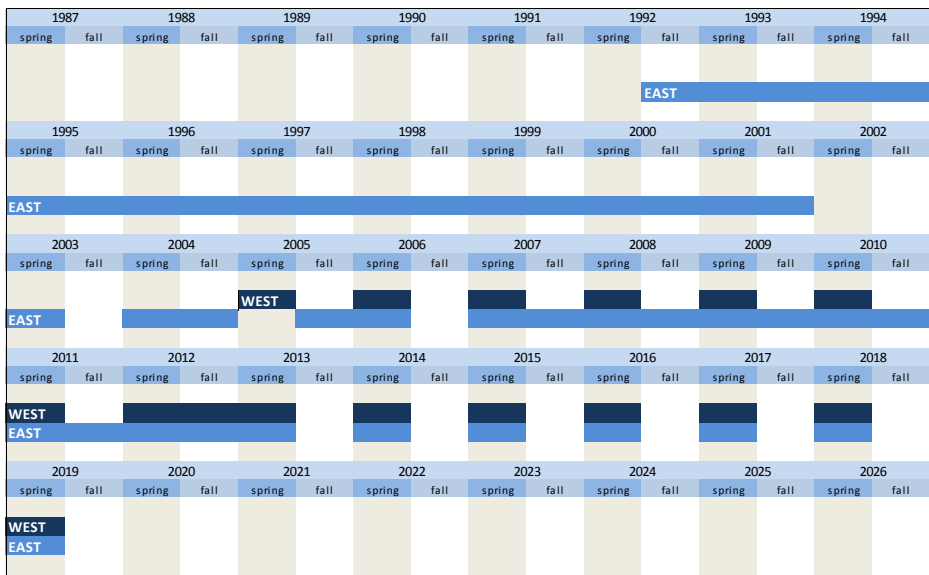 1987 1988 1989 1990 1991 1992 1993 1994
spring fall spring fall spring fall spring fall spring fall spring fall spring fall spring fall
EAST
1995 1996 1997 1998 1999 2000 2001 2002
spring fall spring fall spring fall spring fall spring fall spring fall spring fall spring fall
EAST
2003 2004 2005 2006 2007 2008 2009 2010
spring fall spring fall spring fall spring fall spring fall spring fall spring fall spring fall
WEST
EAST
2011 2012 2013 2014 2015 2016 2017 2018
spring fall spring fall spring fall spring fall spring fall spring fall spring fall spring fall
WEST
EAST
2019 2020 2021 2022 2023 2024 2025 2026
spring fall spring fall spring fall spring fall spring fall spring fall spring fall spring fall
WEST
EAST